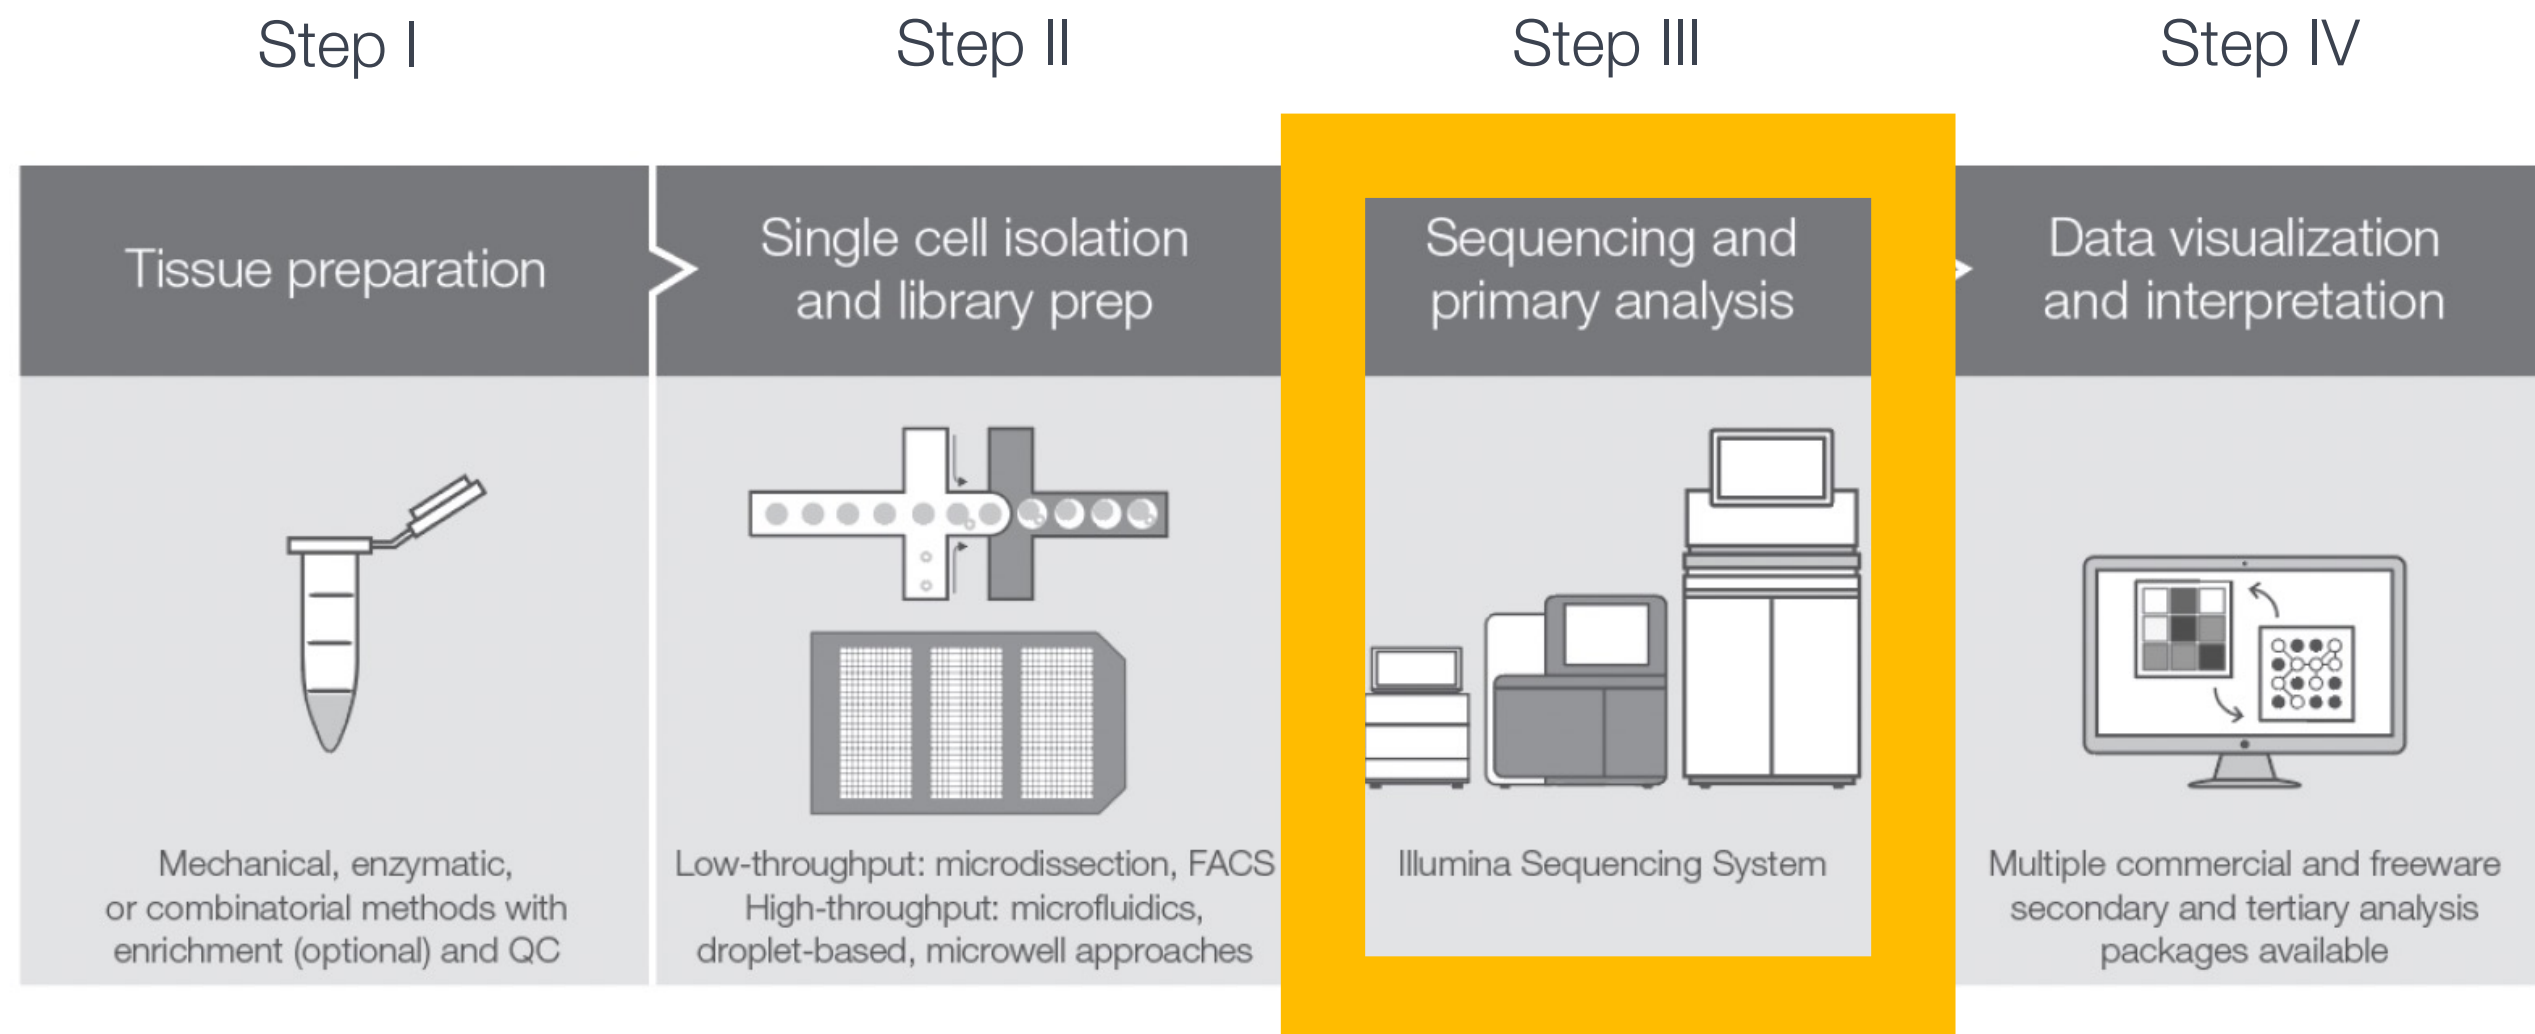 Step I
Step II
Step III
Step IV
Tissue preparation
Single cell isolation
and library prep
Sequencing and
primary analysis
Data visualization
and interpretation
Mechanical, enzymatic,
or combinatorial methods with
enrichment (optional) and QC
Low-throughput: microdissection, FACS
High-throughput: microfluidics,
droplet-based, microwell approaches
Illumina Sequencing System
Multiple commercial and freeware
secondary and tertiary analysis
packages available